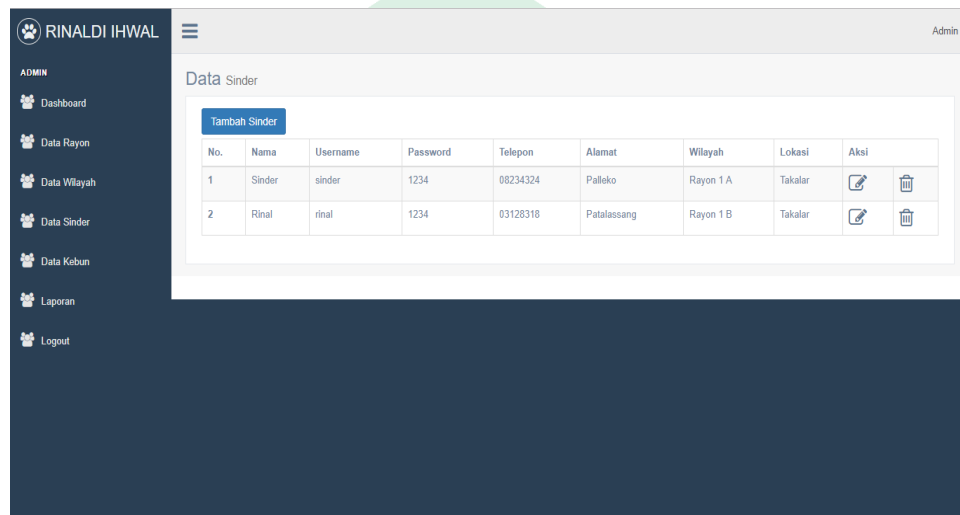 RINALDI IHWAL
Admin
ADMIN
Dashboard
Data Rayon
Data Wilayah
Data Sinder
Data Kebun
Laporan
Logout
Data Sinder
Tambah Sinder
No. Nama Username Password Telepon Alamat Wilayah Lokasi Aksi
1 Sinder sinder 1234 08234324 Palleko Rayon 1 A Takalar
2 Rinal rinal 1234 03128318 Patalassang Rayon 1 B Takalar